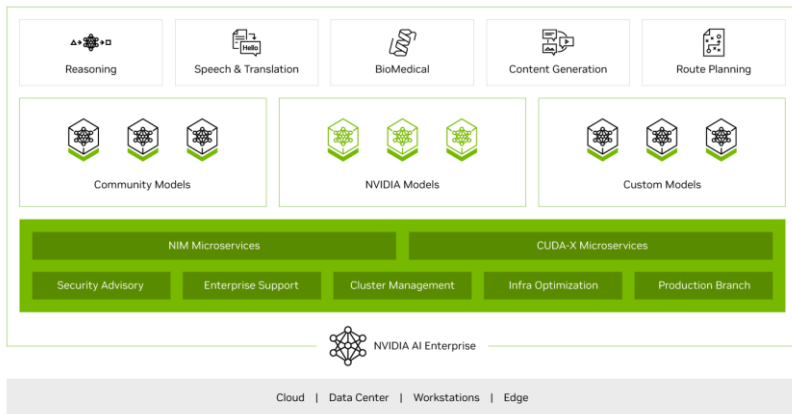 Hello
Reasoning
Speech & Translation
BioMedical
Content Generation
Route Planning
Community Models
NVIDIA Models
Custom Models
NIM Microservices
CUDA-X Microservices
Security Advisory
Enterprise Support
Cluster Management
Infra Optimization
Production Branch
NVIDIA AI Enterprise
Cloud | Data Center | Workstations | Edge